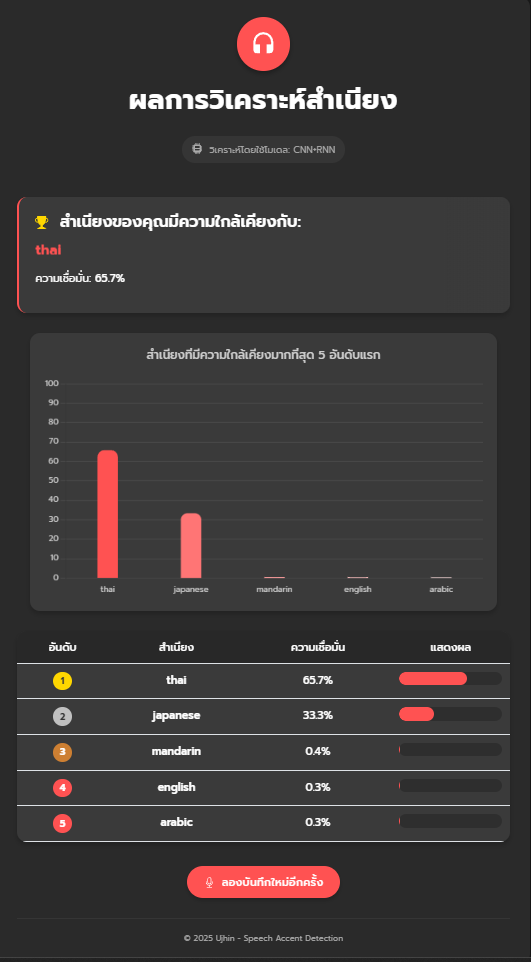 ผลการวิเคราะห์สำเนียง
วิเคราะห์โดยใช้โมเดล: CNN+RNN
สำเนียงของคุณมีความใกล้เคียงกับ:
thai
ความเชื่อมั่น: 65.7%
สำเนียงที่มีความใกล้เคียงมากที่สุด 5 อันดับแรก
100
90
80
70
60
50
40
30
20
10
0
thai japanese mandarin english arabic
อันดับ สำเนียง ความเชื่อมั่น แสดงผล
1 thai 65.7%
2 japanese 33.3%
3 mandarin 0.4%
4 english 0.3%
5 arabic 0.3%
ลองบันทึกใหม่อีกครั้ง
© 2025 Ujhin - Speech Accent Detection